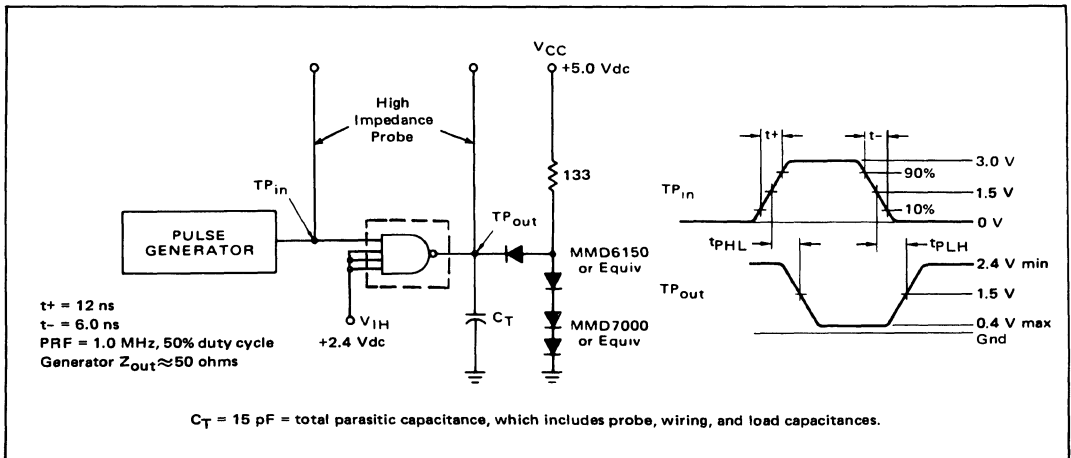 VCC
+5.0 Vdc
High
Impedance
Probe
TPin
133
TPout
PULSE
GENERATOR
MMD6150
or Equiv
MMD7000
or Equiv
CT
VIH
+2.4 Vdc
t+ = 12 ns
t− = 6.0 ns
PRF = 1.0 MHz, 50% duty cycle
Generator Zout≈50 ohms
t+
t−
3.0 V
90%
TPin
1.5 V
10%
0 V
tPHL
tPLH
2.4 V min
TPout
1.5 V
0.4 V max
Gnd
CT = 15 pF = total parasitic capacitance, which includes probe, wiring, and load capacitances.